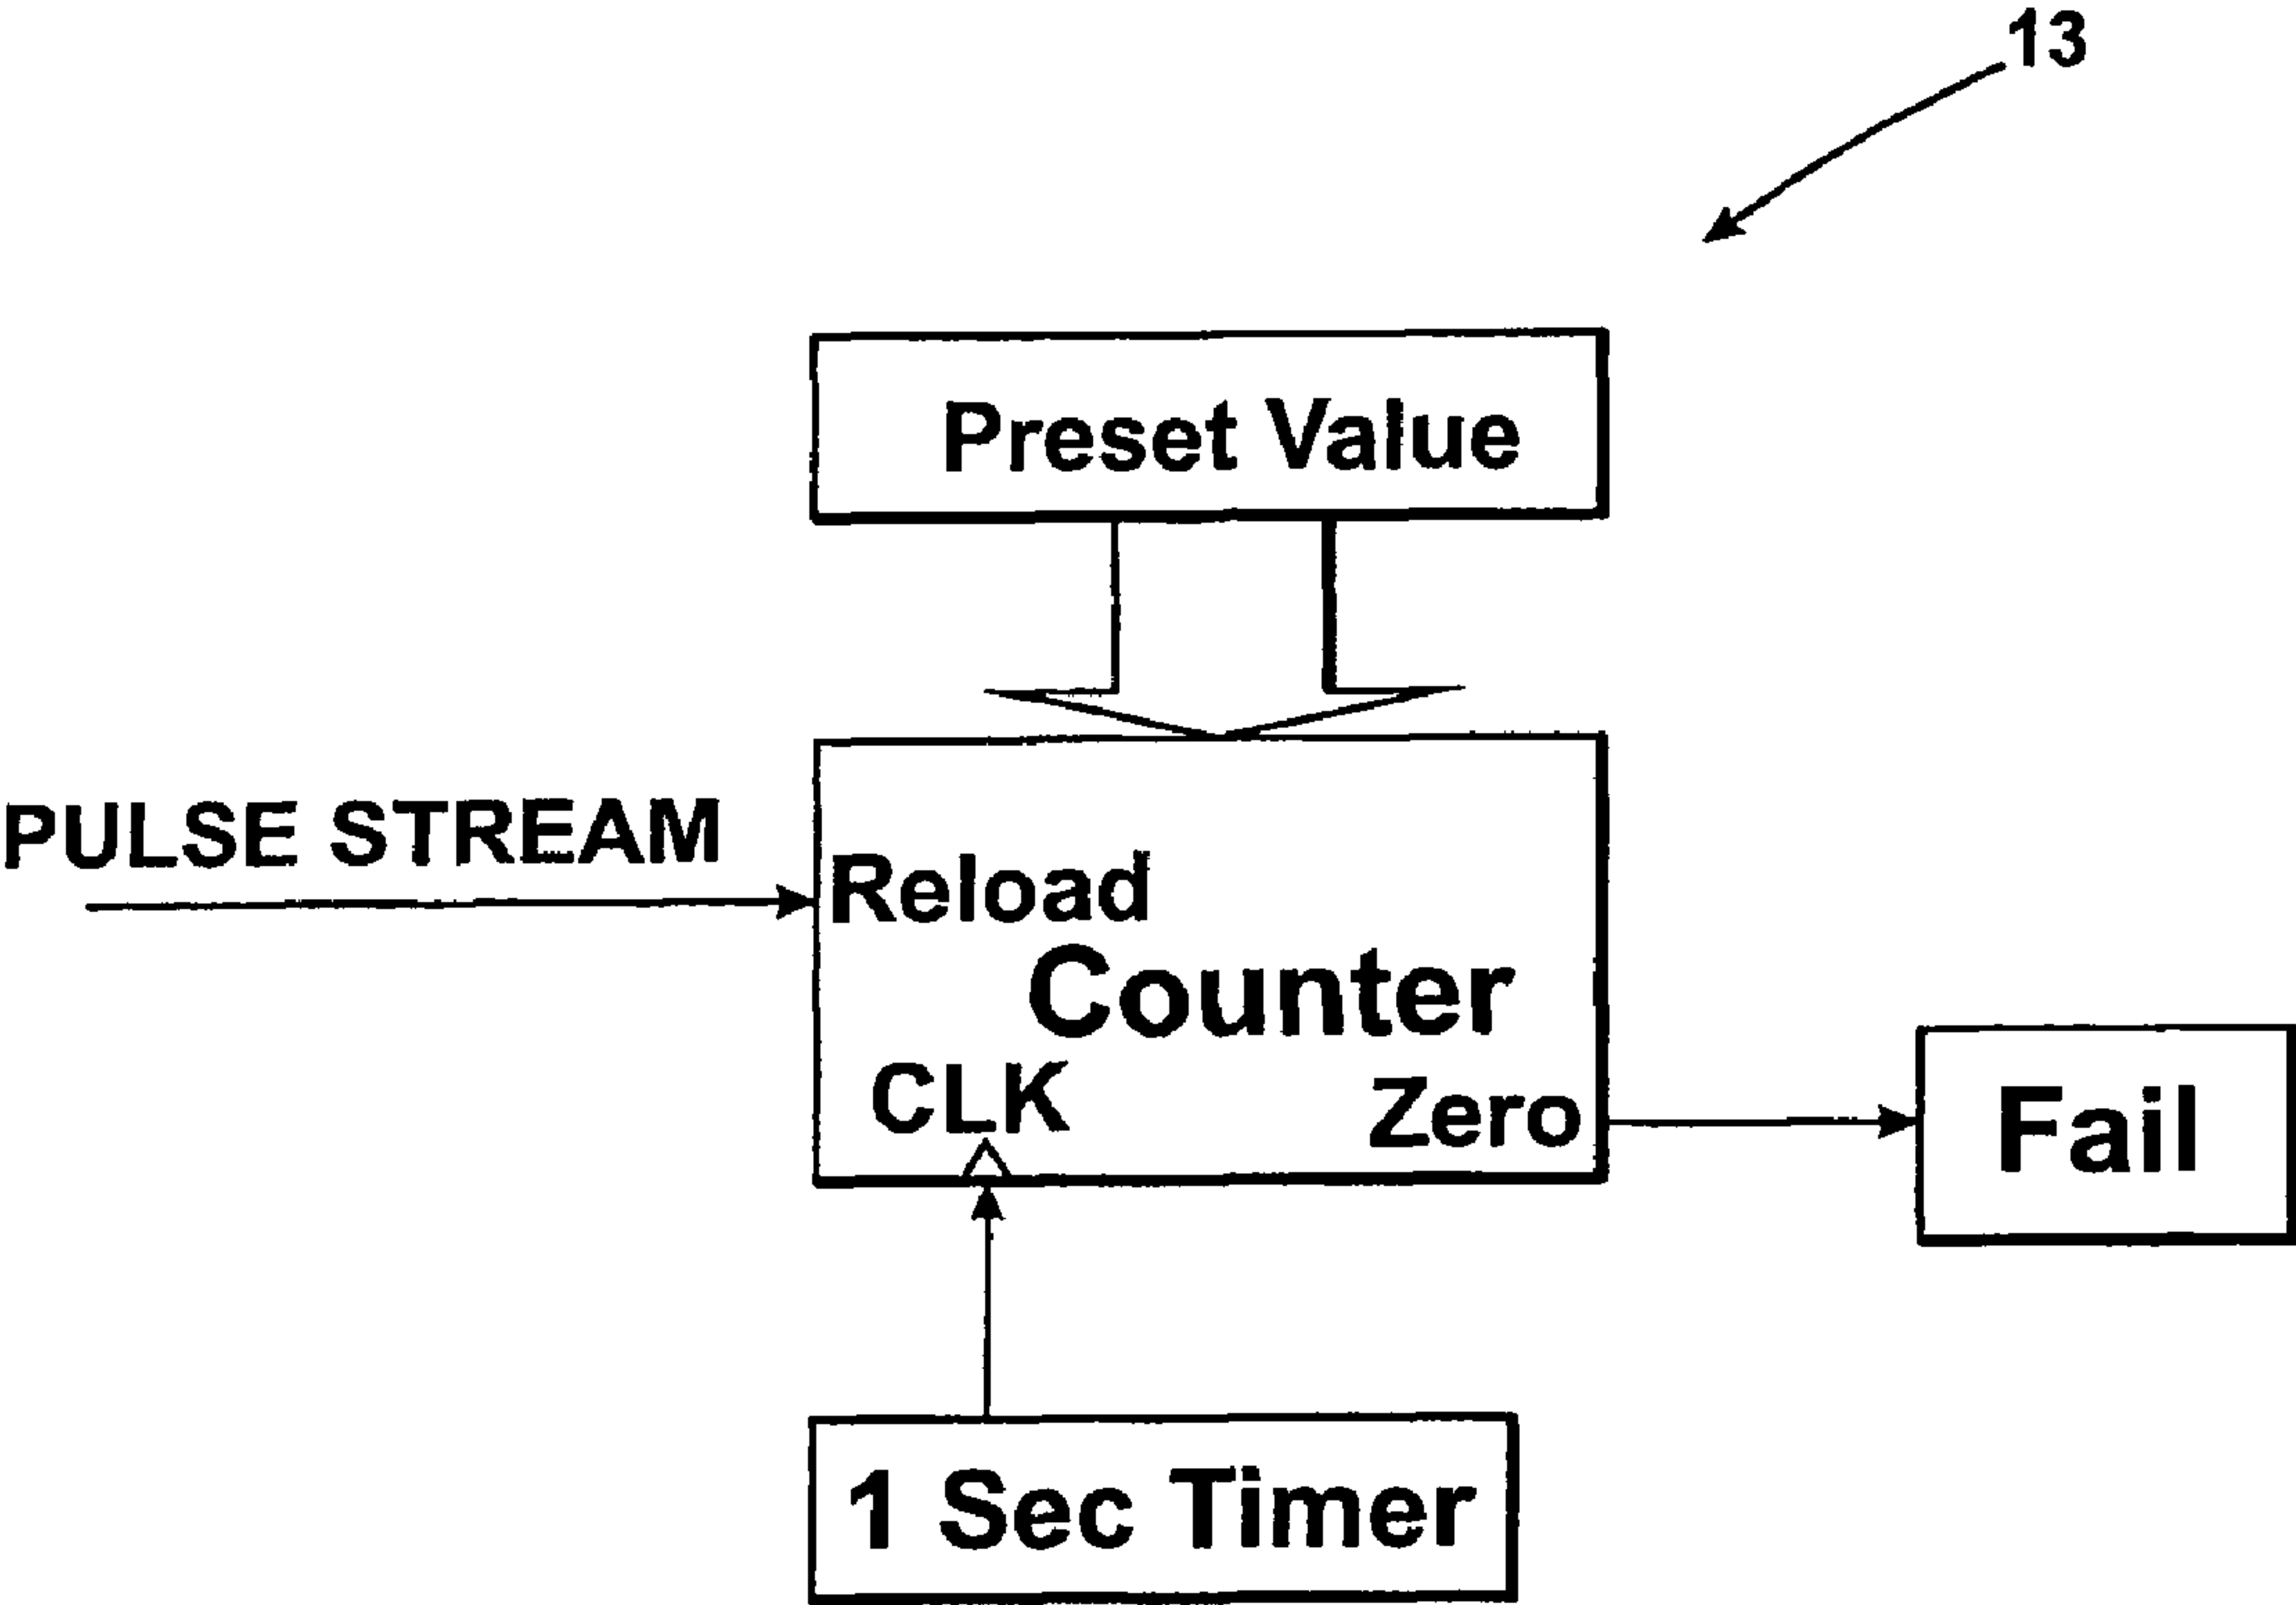 13
Preset Value
PULSE STREAM
Reload
Counter
CLK
Zero
Fail
1 Sec Timer